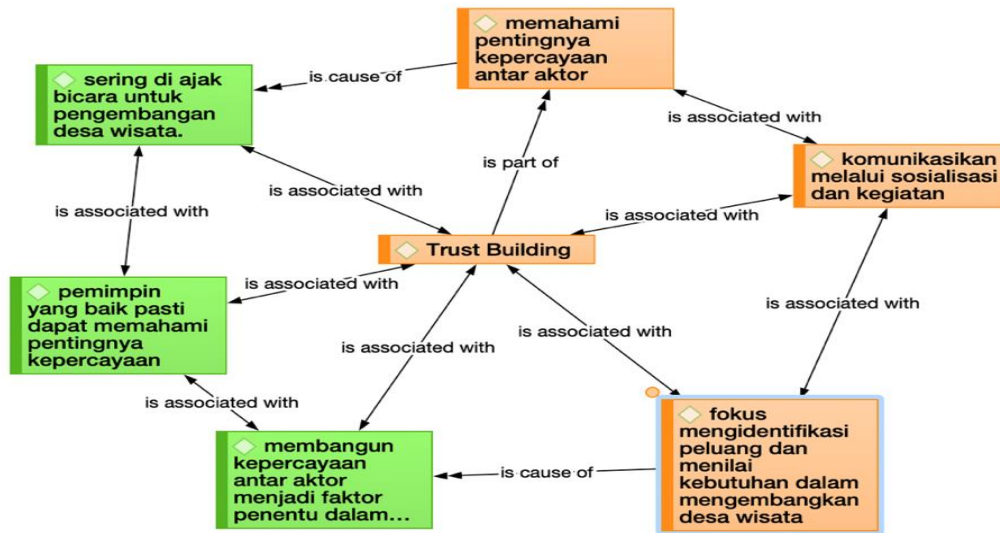 memahami
pentingnya
kepercayaan
antar aktor
is cause of
sering di ajak
bicara untuk
pengembangan
desa wisata.
is associated with
is part of
komunikasikan
melalui sosialisasi
dan kegiatan
is associated with
is associated with
is associated with
Trust Building
pemimpin
yang baik pasti
dapat memahami
pentingnya
kepercayaan
is associated with
is associated with
is associated with
is associated with
is associated with
membangun
kepercayaan
antar aktor
menjadi faktor
penentu dalam...
is cause of
fokus
mengidentifikasi
peluang dan
menilai
kebutuhan dalam
mengembangkan
desa wisata